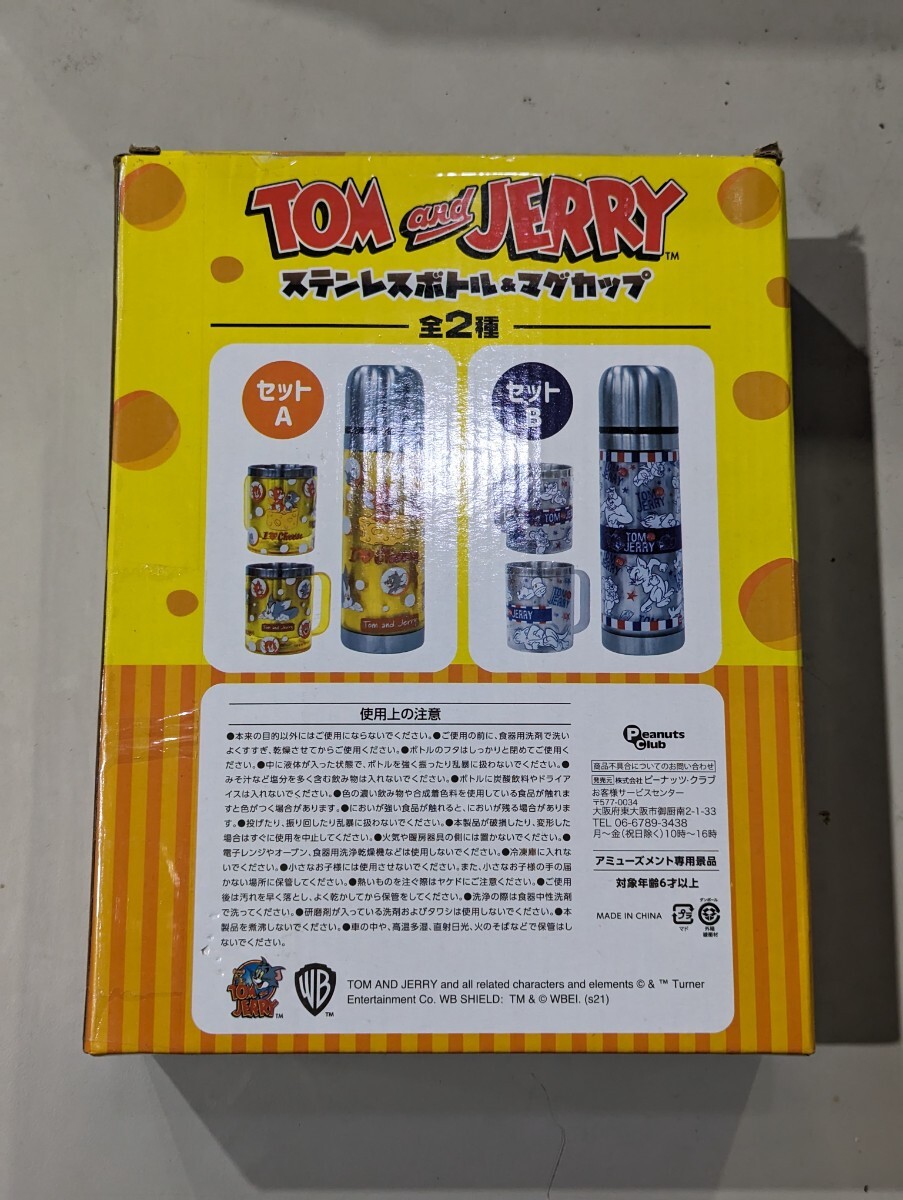 TOM and JERRY™
ステンレスボトル&マグカップ
全2種
セット
A
セット
B
I ♥ Cheese
Tom and Jerry
Tom and Jerry
TOM
JERRY
TOM
JERRY
TOM
JERRY
使用上の注意
●本来の目的以外にはご使用にならないでください。●ご使用の前に、食器用洗剤で洗い
よくすすぎ、乾燥させてからご使用ください。●ボトルのフタはしっかりと閉めてご使用く
ださい。●中に液体が入った状態で、ボトルを強く振ったり乱暴に扱わないでください。●
みそ汁など塩分を多く含む飲み物は入れないでください。●ボトルに炭酸飲料やドライア
イスは入れないでください。●色の濃い飲み物や合成着色料を使用している食品が触れま
すと色がつく場合があります。●においが強い食品が触れると、においが残る場合がありま
す。●投げたり、振り回したり乱暴に扱わないでください。●本製品が破損したり、変形した
場合はすぐに使用を中止してください。●火気や暖房器具の側には置かないでください。●
電子レンジやオーブン、食器用洗浄乾燥機などは使用しないでください。●冷凍庫に入れな
いでください。●小さなお子様には使用させないでください。また、小さなお子様の手の届
かない場所に保管してください。●熱いものを注ぐ際はヤケドにご注意ください。●ご使用
後は汚れを早く落とし、よく乾かしてから保管をしてください。●洗浄の際は食器中性洗剤
で洗ってください。●研磨剤が入っている洗剤およびタワシは使用しないでください。●本
製品を煮沸しないでください。●車の中や、高温多湿、直射日光、火のそばなどで保管はし
ないでください。
Peanuts
Club
商品不具合についてのお問い合わせ
発売元 株式会社 ピーナッツ・クラブ
お客様サービスセンター
〒577-0034
大阪府東大阪市御厨南2-1-33
TEL 06-6789-3438
月～金(祝日除く)10時～16時
アミューズメント専用景品
対象年齢6才以上
MADE IN CHINA
プラ
マド
ダンボール
外箱
緩衝材
TOM and JERRY™
WB™
TOM AND JERRY and all related characters and elements © & ™ Turner
Entertainment Co. WB SHIELD: TM & © WBEI. (s21)